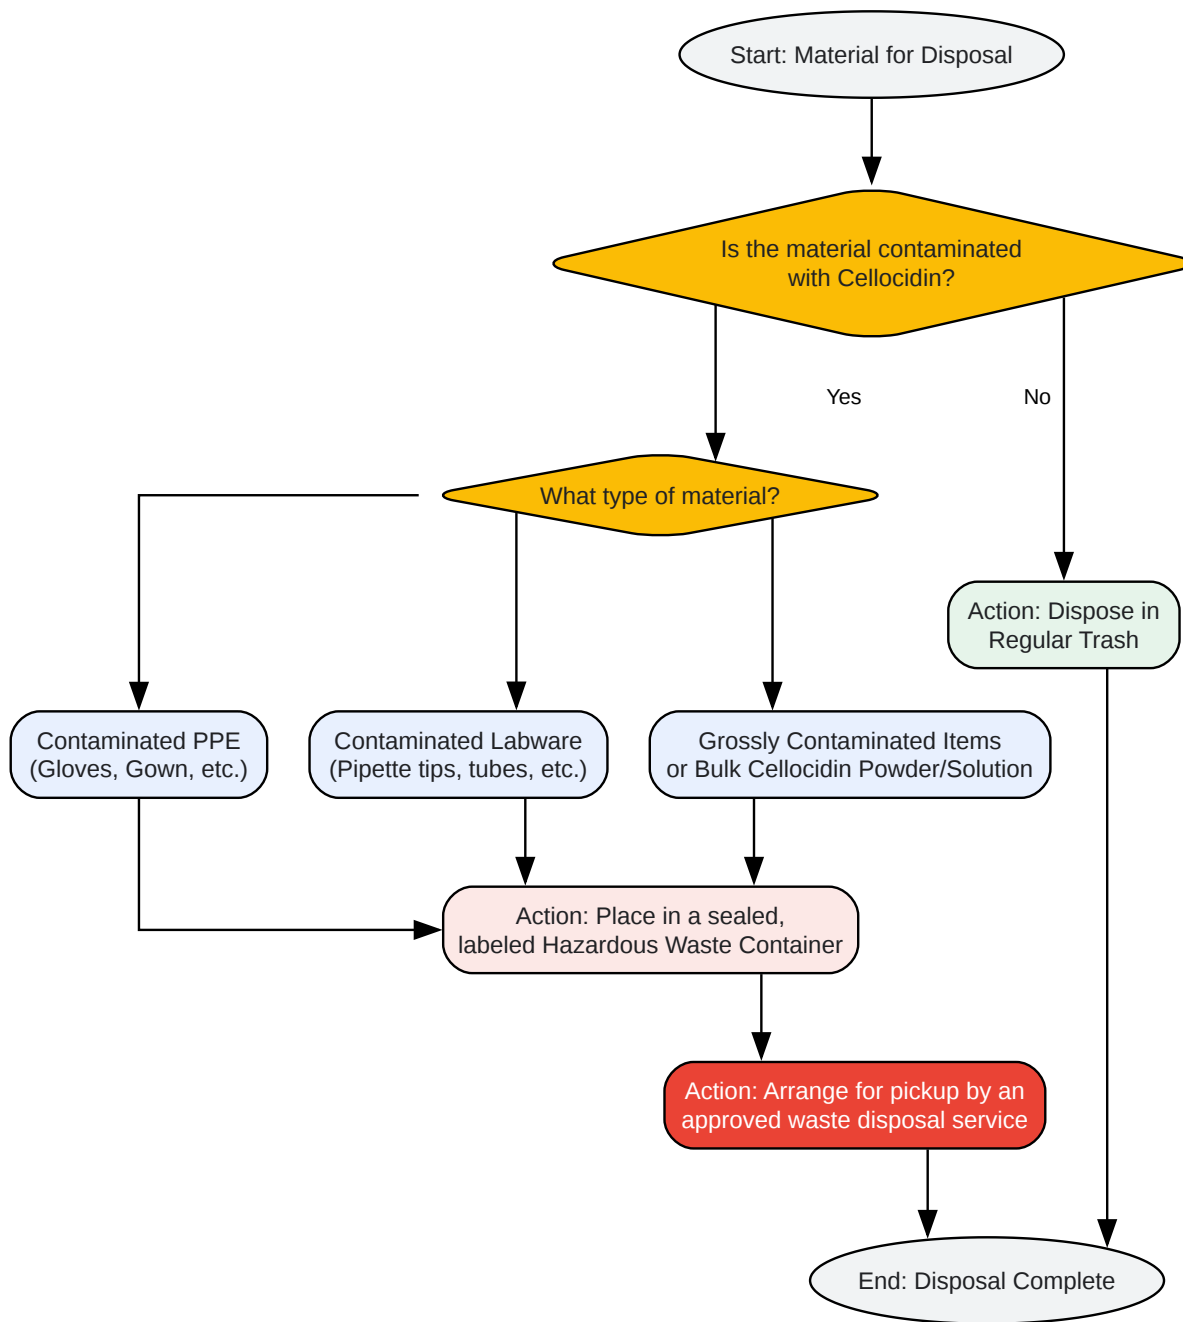 Start: Material for Disposal
Is the material contaminated
with Cellocidin?
Yes
No
What type of material?
Action: Dispose in
Regular Trash
Contaminated PPE
(Gloves, Gown, etc.)
Contaminated Labware
(Pipette tips, tubes, etc.)
Grossly Contaminated Items
or Bulk Cellocidin Powder/Solution
Action: Place in a sealed,
labeled Hazardous Waste Container
Action: Arrange for pickup by an
approved waste disposal service
End: Disposal Complete